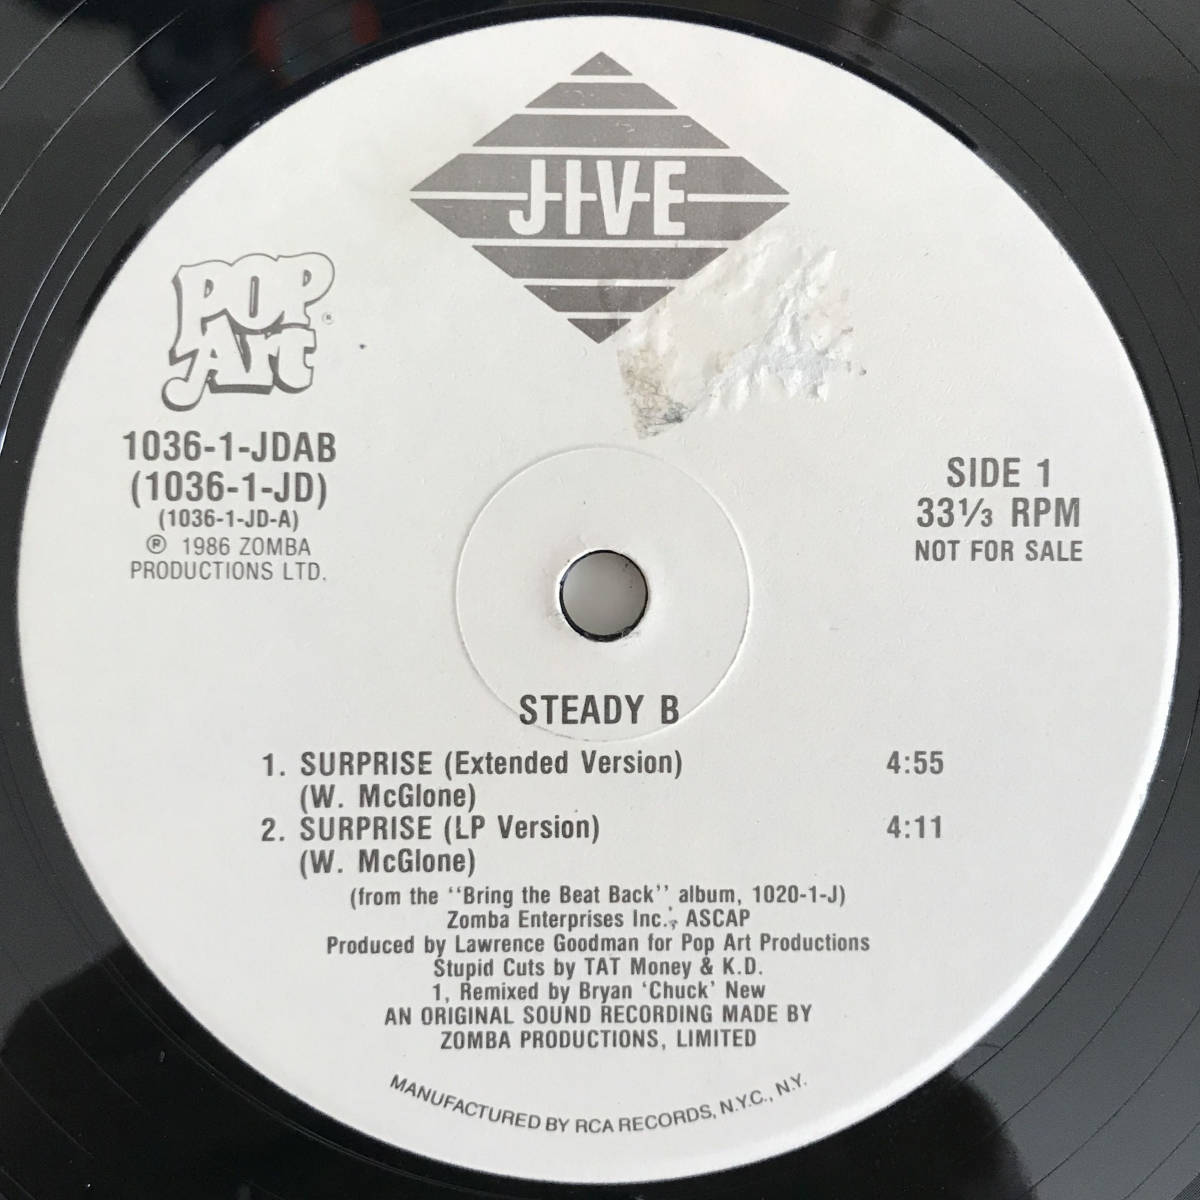 JIVE
POP
Art
®
1036-1-JDAB
(1036-1-JD)
(1036-1-JD-A)
℗ 1986 ZOMBA
PRODUCTIONS LTD.
SIDE 1
33⅓ RPM
NOT FOR SALE
STEADY B
1. SURPRISE (Extended Version) 4:55
(W. McGlone)
2. SURPRISE (LP Version) 4:11
(W. McGlone)
(from the "Bring the Beat Back" album, 1020-1-J)
Zomba Enterprises Inc., ASCAP
Produced by Lawrence Goodman for Pop Art Productions
Stupid Cuts by TAT Money & K.D.
1, Remixed by Bryan 'Chuck' New
AN ORIGINAL SOUND RECORDING MADE BY
ZOMBA PRODUCTIONS, LIMITED
MANUFACTURED BY RCA RECORDS, N.Y.C., N.Y.